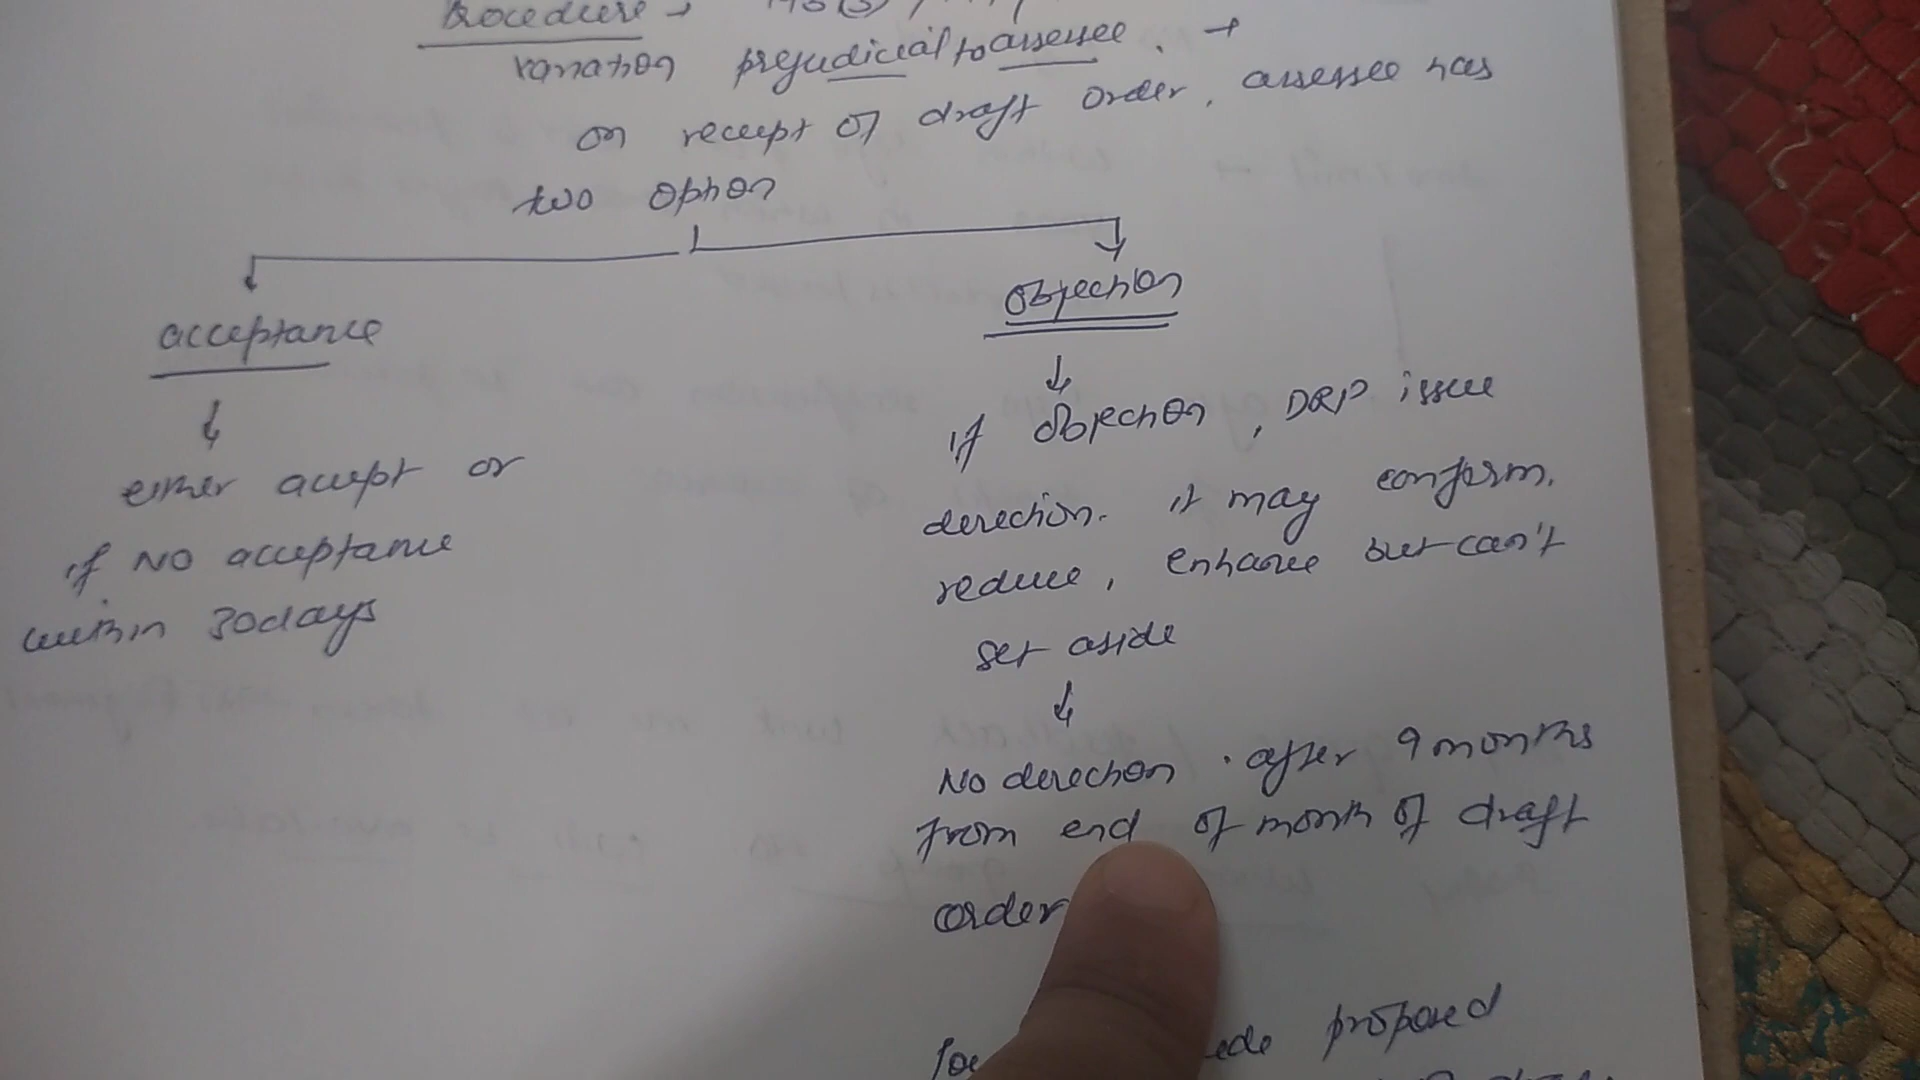 Procedure →
variation prejudicial to assessee. →
on receipt of draft order, assessee has
two option
acceptance
either accept or
if NO acceptance
within 30days
Objection
if objection, DRP issue
direction. it may confirm.
reduce, enhance but can't
set aside
No direction. after 9 months
from end of month of draft
order
proposed